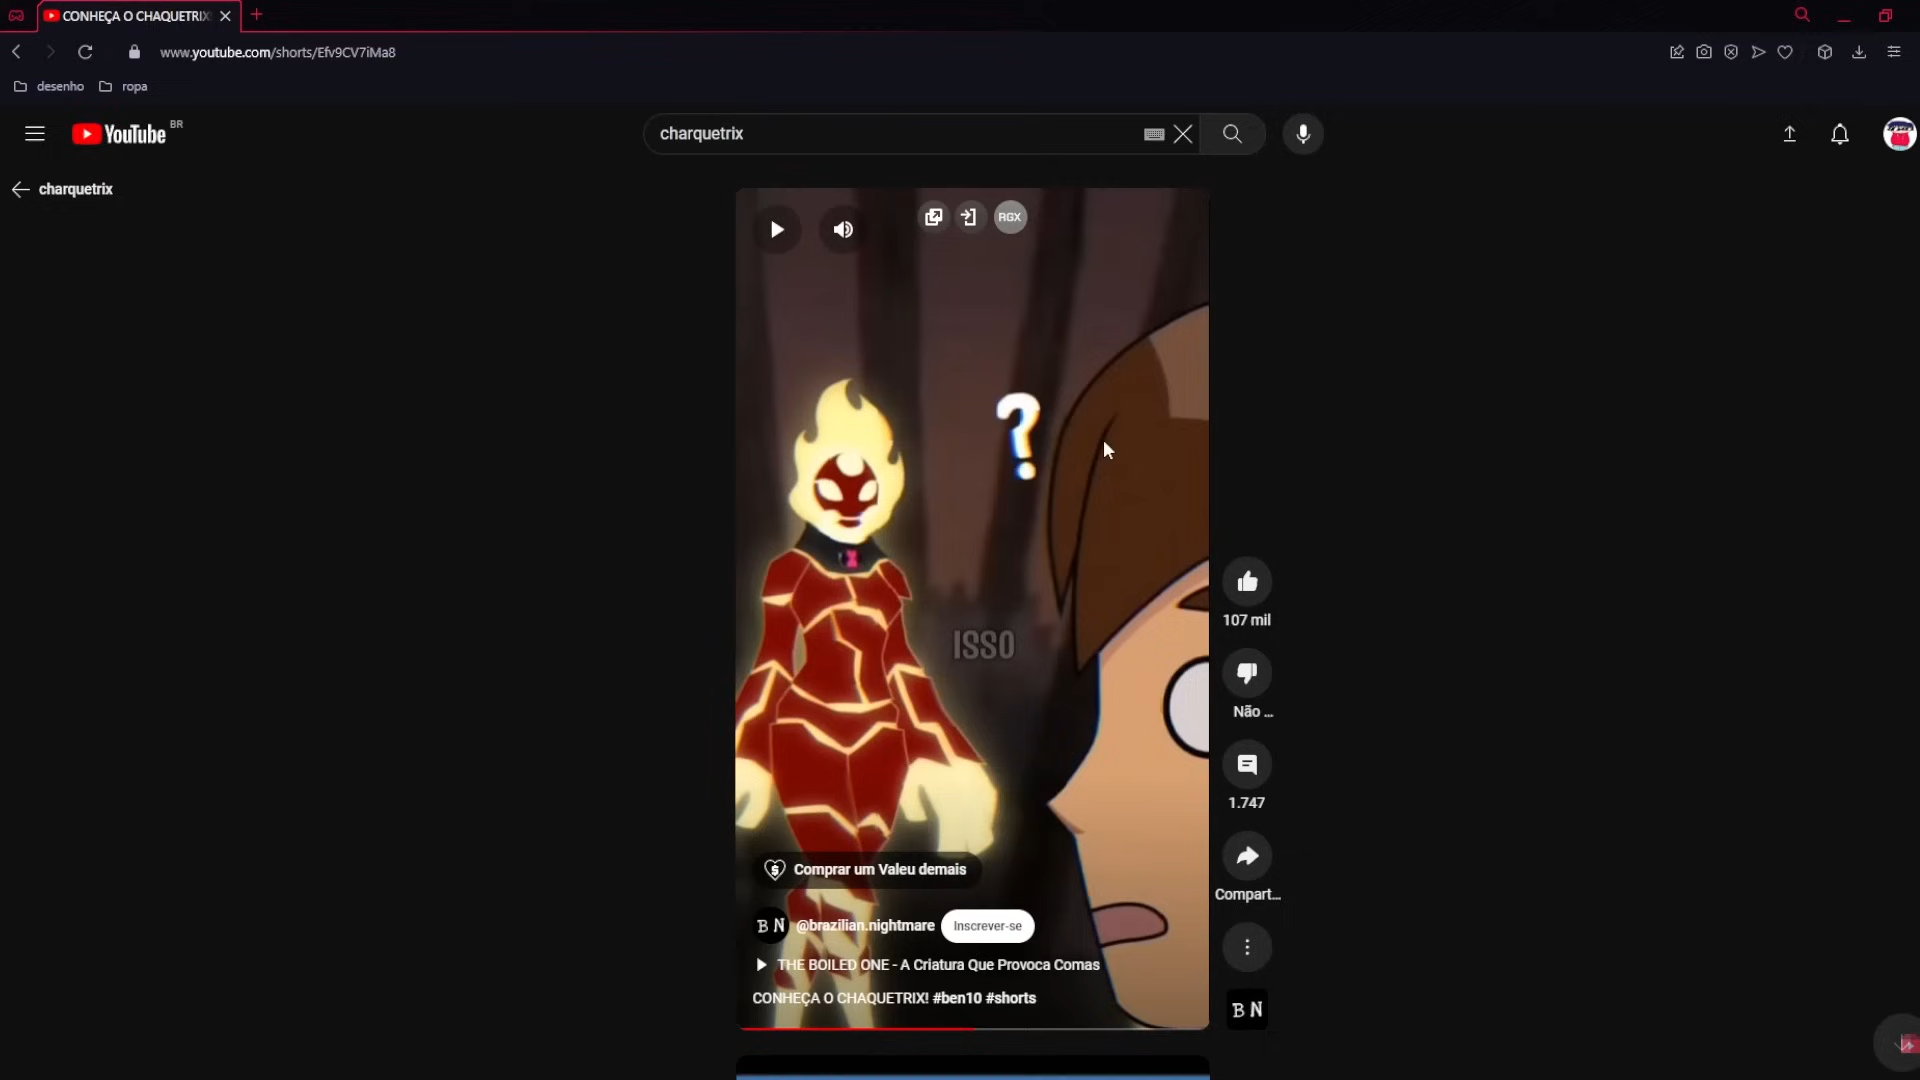 CONHEÇA O CHAQUETRIX
www.youtube.com/shorts/Efv9CV7iMa8
desenho ropa
YouTube BR
charquetrix
charquetrix
RGX
?
ISSO
107 mil
Não ...
1.747
Compart...
Comprar um Valeu demais
B N @brazilian.nightmare Inscrever-se
THE BOILED ONE - A Criatura Que Provoca Comas
CONHEÇA O CHAQUETRIX! #ben10 #shorts
B N